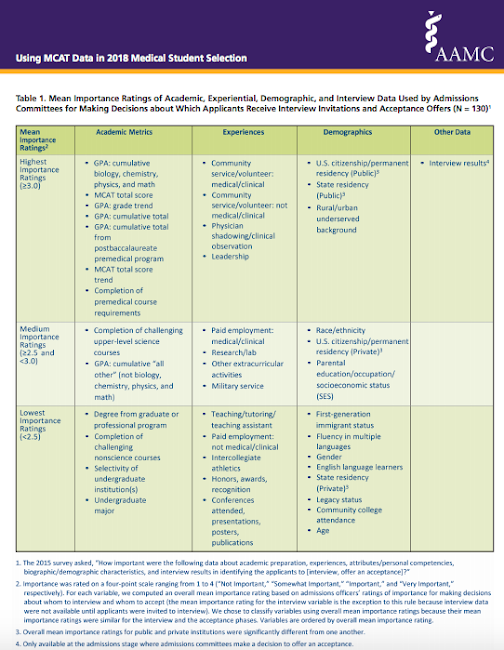 AAMC
Using MCAT Data in 2018 Medical Student Selection
Table 1. Mean Importance Ratings of Academic, Experiential, Demographic, and Interview Data Used by Admissions
Committees for Making Decisions about Which Applicants Receive Interview Invitations and Acceptance Offers (N = 130)¹
Mean
Importance
Ratings²
Academic Metrics
Experiences
Demographics
Other Data
Highest
Importance
Ratings
(≥3.0)
• GPA: cumulative
biology, chemistry,
physics, and math
• MCAT total score
• GPA: grade trend
• GPA: cumulative total
• GPA: cumulative total
from
postbaccalaureate
premedical program
• MCAT total score
trend
• Completion of
premedical course
requirements
• Community
service/volunteer:
medical/clinical
• Community
service/volunteer: not
medical/clinical
• Physician
shadowing/clinical
observation
• Leadership
• U.S. citizenship/permanent
residency (Public)³
• State residency
(Public)³
• Rural/urban
underserved
background
• Interview results⁴
Medium
Importance
Ratings
(≥2.5 and
<3.0)
• Completion of challenging
upper-level science
courses
• GPA: cumulative "all
other" (not biology,
chemistry, physics, and
math)
• Paid employment:
medical/clinical
• Research/lab
• Other extracurricular
activities
• Military service
• Race/ethnicity
• U.S. citizenship/permanent
residency (Private)³
• Parental
education/occupation/
socioeconomic status
(SES)
Lowest
Importance
Ratings
(<2.5)
• Degree from graduate or
professional program
• Completion of
challenging
nonscience courses
• Selectivity of
undergraduate
institution(s)
• Undergraduate
major
• Teaching/tutoring/
teaching assistant
• Paid employment:
not medical/clinical
• Intercollegiate
athletics
• Honors, awards,
recognition
• Conferences
attended,
presentations,
posters,
publications
• First-generation
immigrant status
• Fluency in multiple
languages
• Gender
• English language learners
• State residency
(Private)³
• Legacy status
• Community college
attendance
• Age
1. The 2015 survey asked, "How important were the following data about academic preparation, experiences, attributes/personal competencies,
biographic/demographic characteristics, and interview results in identifying the applicants to [interview, offer an acceptance]?"
2. Importance was rated on a four-point scale ranging from 1 to 4 ("Not Important," "Somewhat Important," "Important," and "Very Important,"
respectively). For each variable, we computed an overall mean importance rating based on admissions officers' ratings of importance for making decisions
about whom to interview and whom to accept (the mean importance rating for the interview variable is the exception to this rule because interview data
were not available until applicants were invited to interview). We chose to classify variables using overall mean importance ratings because their mean
importance ratings were similar for the interview and the acceptance phases. Variables are ordered by overall mean importance rating.
3. Overall mean importance ratings for public and private institutions were significantly different from one another.
4. Only available at the admissions stage where admissions committees make a decision to offer an acceptance.